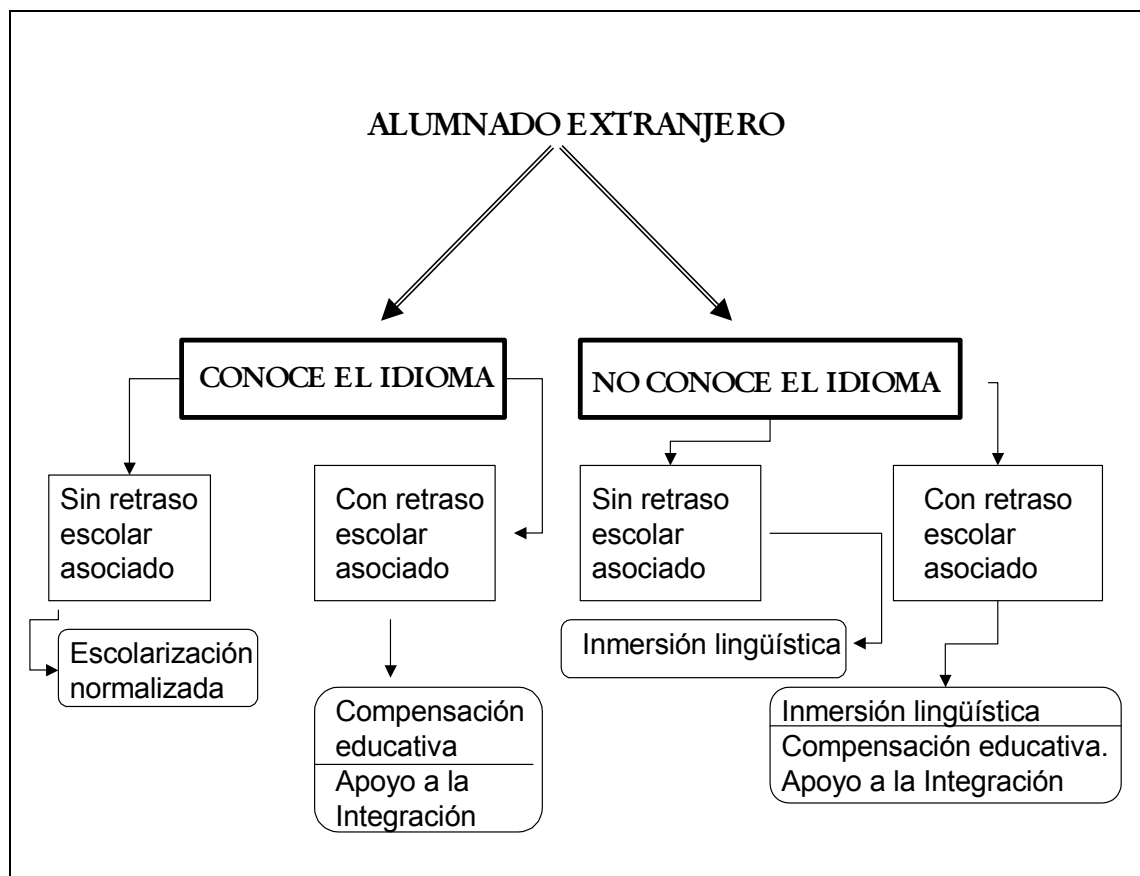 ALUMNADO EXTRANJERO
CONOCE EL IDIOMA
NO CONOCE EL IDIOMA
Sin retraso
escolar
asociado
Con retraso
escolar
asociado
Sin retraso
escolar
asociado
Con retraso
escolar
asociado
Escolarización
normalizada
Inmersión lingüística
Compensación
educativa
Apoyo a la
Integración
Inmersión lingüística
Compensación educativa.
Apoyo a la Integración